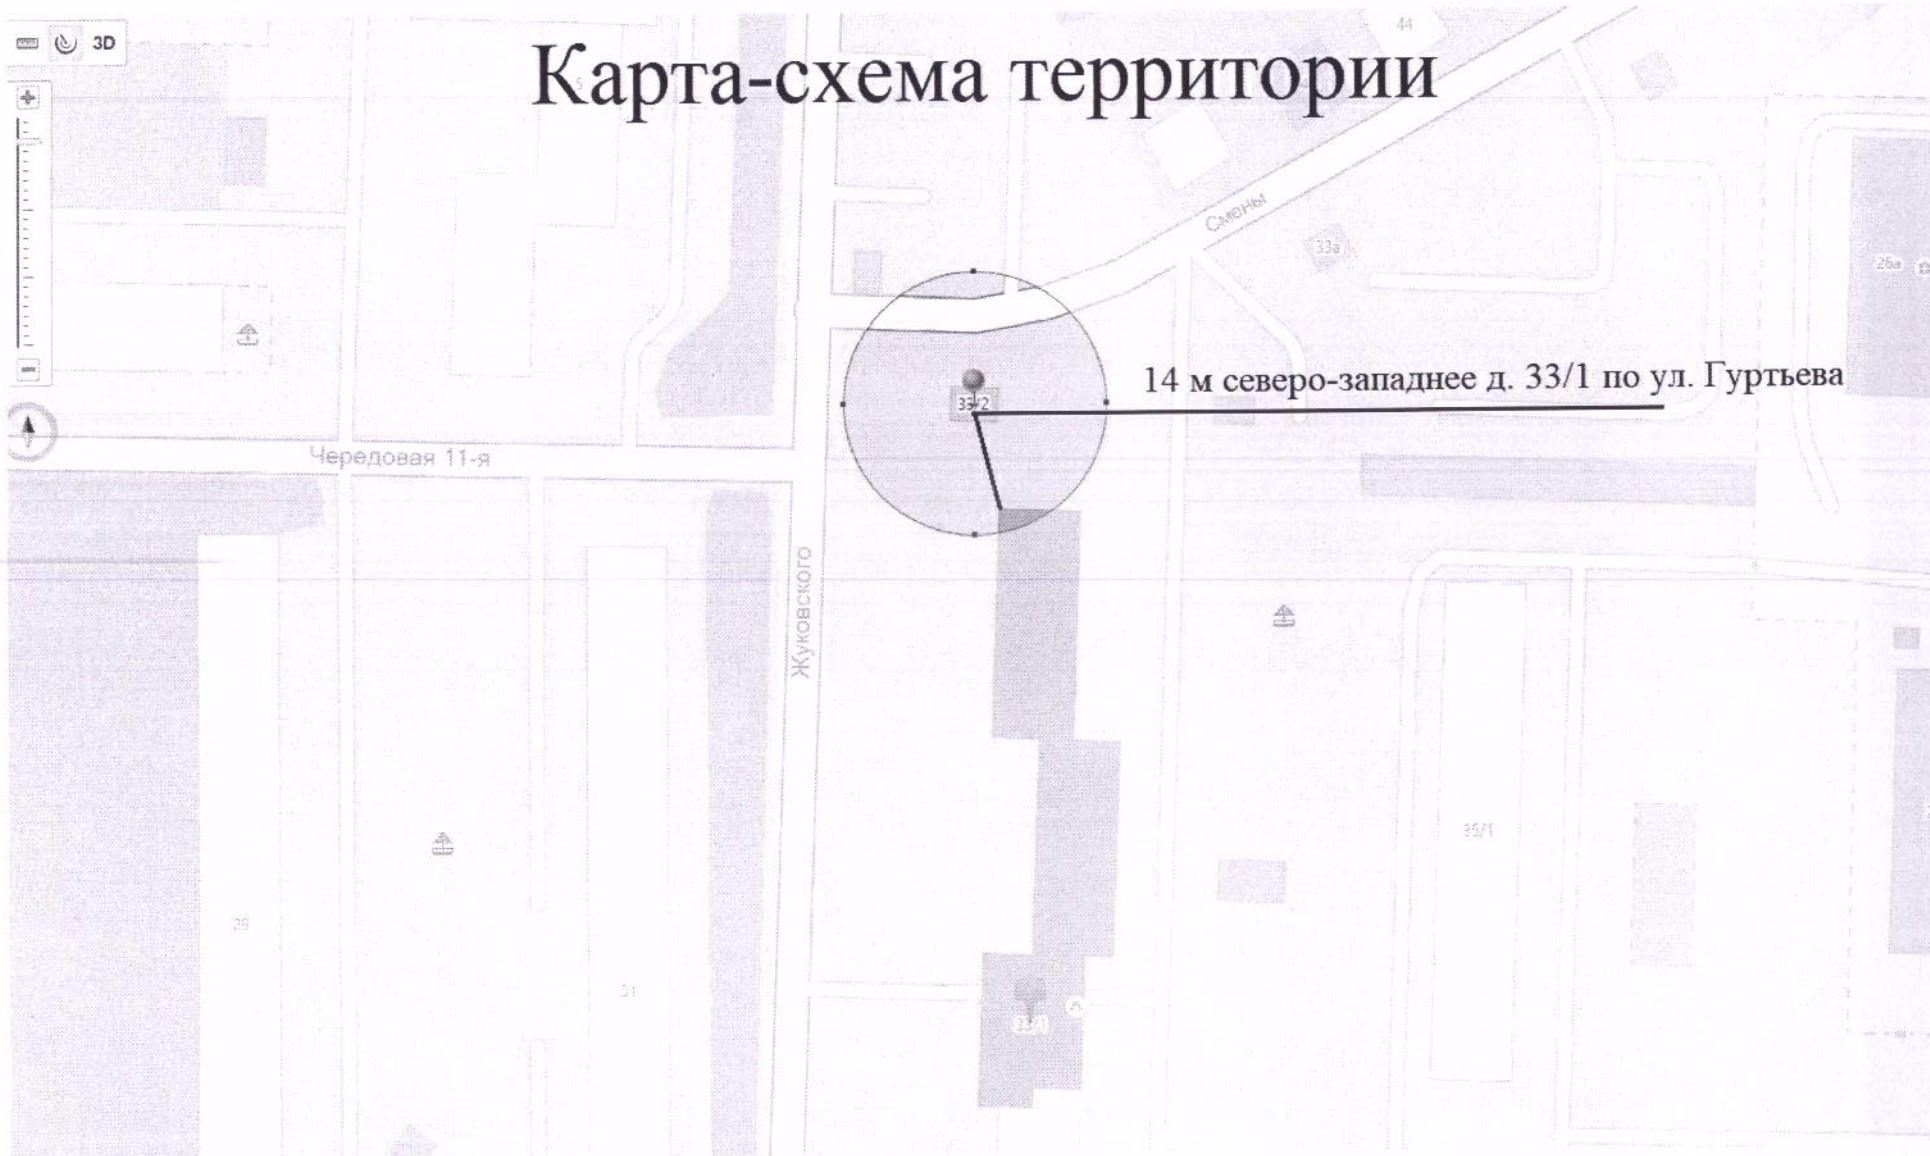 3D
Карта-схема территории
44
5
Смены
33а
26а
14 м северо-западнее д. 33/1 по ул. Гуртьева
33/2
Чередовая 11-я
Жуковского
35/1
29
31
33/1